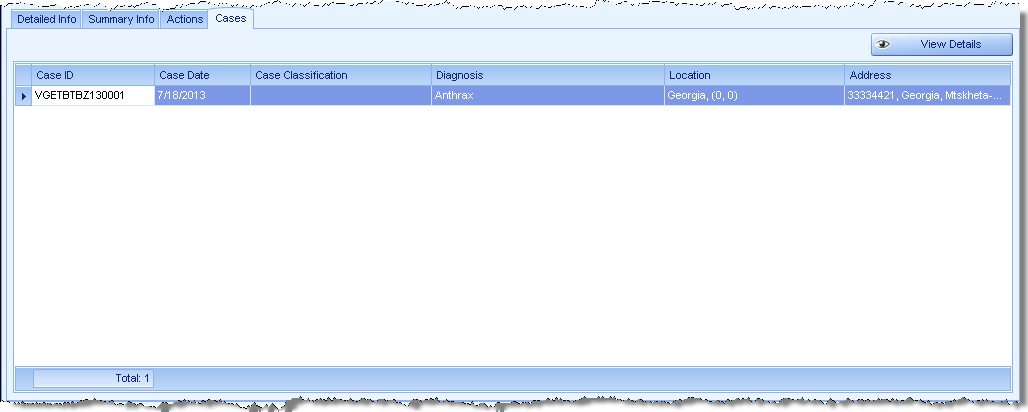 Detailed Info Summary Info Actions Cases
View Details
Case ID Case Date Case Classification Diagnosis Location Address
VGETBTBZ130001 7/18/2013 Anthrax Georgia, (0, 0) 33334421, Georgia, Mtskheta-...
Total: 1